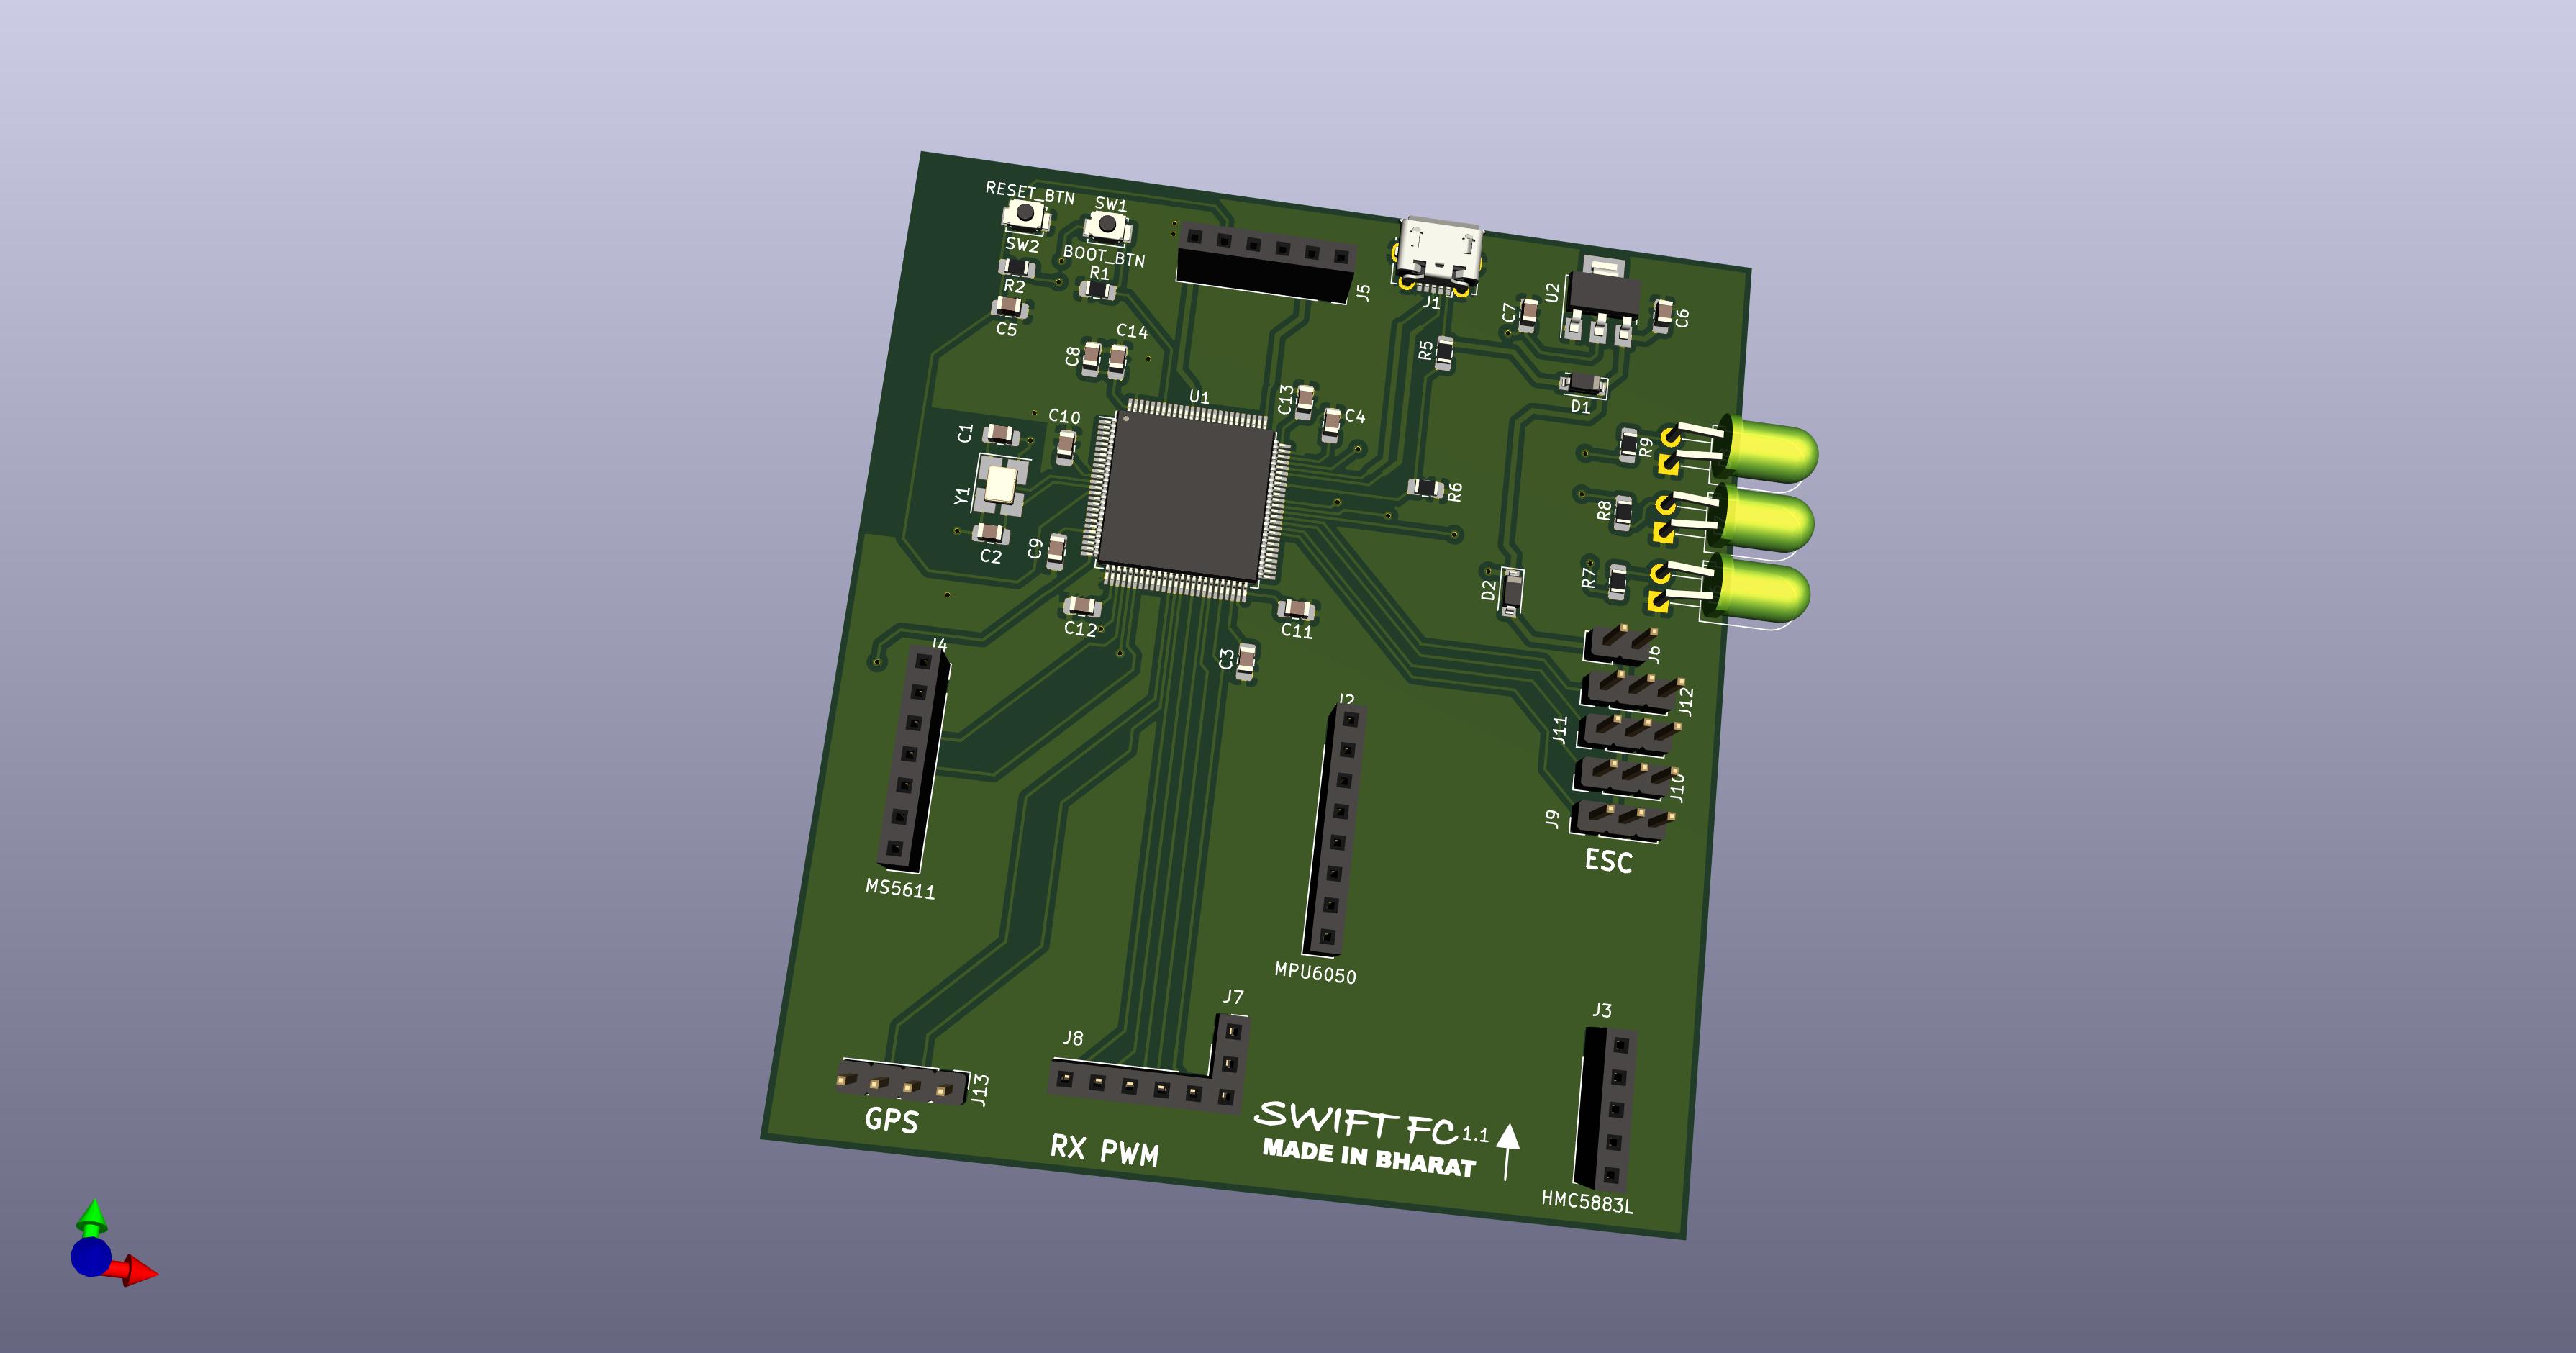 RESET_BTN
SW1
SW2
BOOT_BTN
R2
R1
C5
C8
C14
J5
J1
U2
C7
C6
R5
D1
U1
C13
C4
C10
C1
Y1
C2
C9
R6
R9
R8
R7
D2
C12
C11
C3
J4
J2
J6
J12
J11
J10
J9
ESC
MS5611
MPU6050
J7
J8
J3
J13
GPS
RX PWM
SWIFT FC 1.1
MADE IN BHARAT
HMC5883L